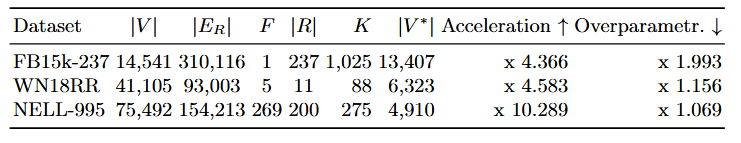 Dataset |V| |E_R| F |R| K |V*| Acceleration ↑ Overparametr. ↓
FB15k-237 14,541 310,116 1 237 1,025 13,407 x 4.366 x 1.993
WN18RR 41,105 93,003 5 11 88 6,323 x 4.583 x 1.156
NELL-995 75,492 154,213 269 200 275 4,910 x 10.289 x 1.069